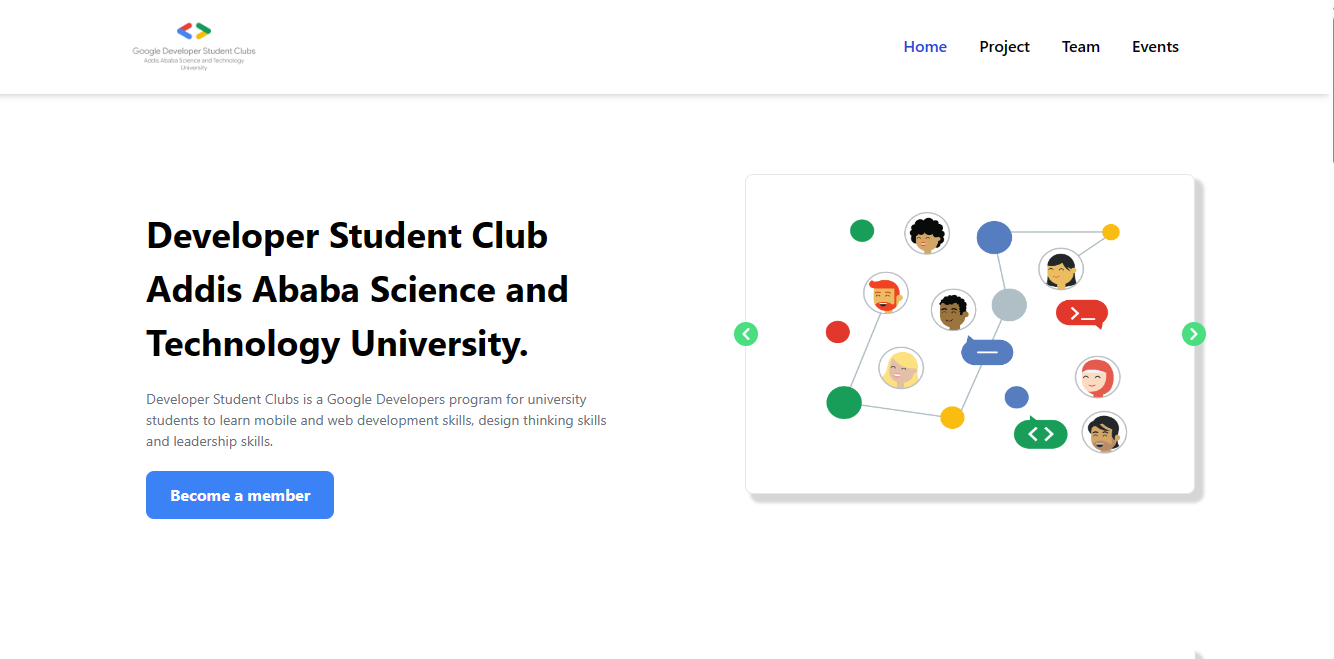 Google Developer Student Clubs
Addis Ababa Science and Technology
University
Home Project Team Events
Developer Student Club
Addis Ababa Science and
Technology University.
Developer Student Clubs is a Google Developers program for university
students to learn mobile and web development skills, design thinking skills
and leadership skills.
Become a member